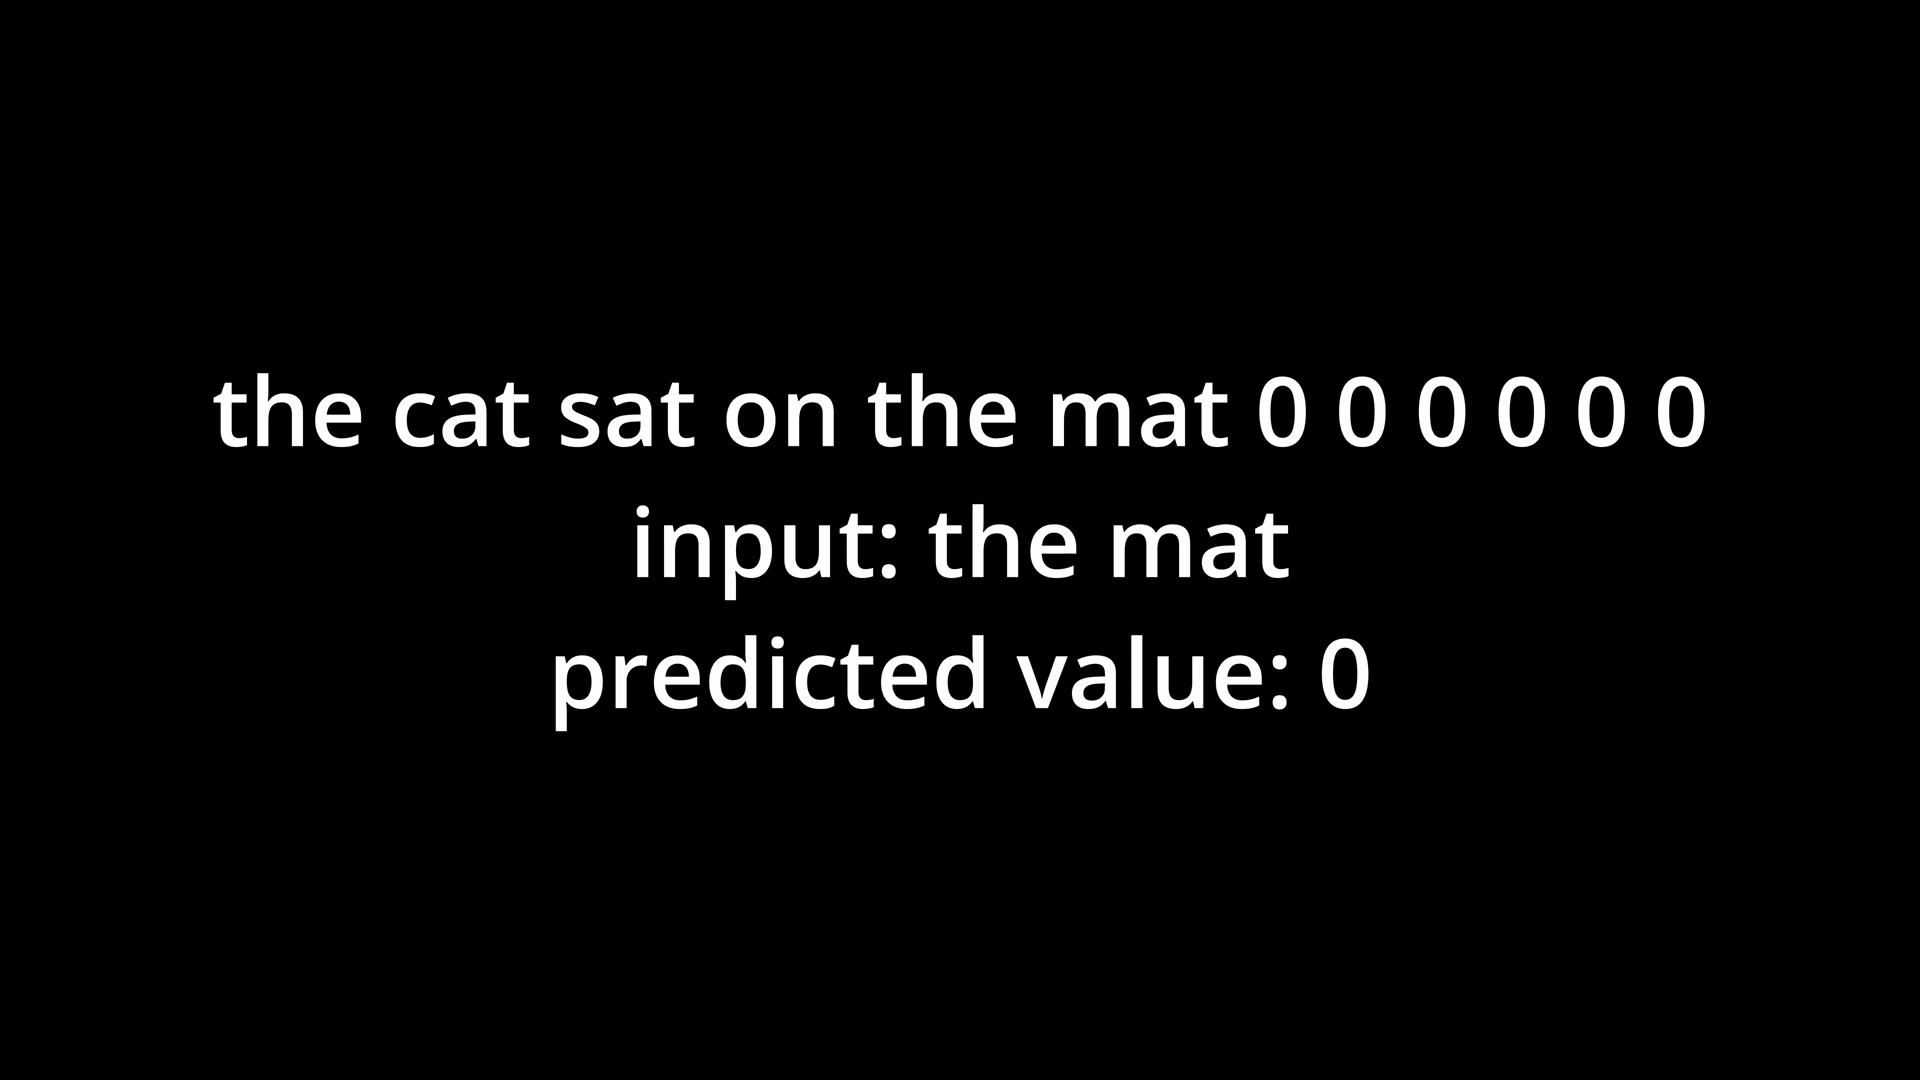 the cat sat on the mat 0 0 0 0 0 0
input: the mat
predicted value: 0